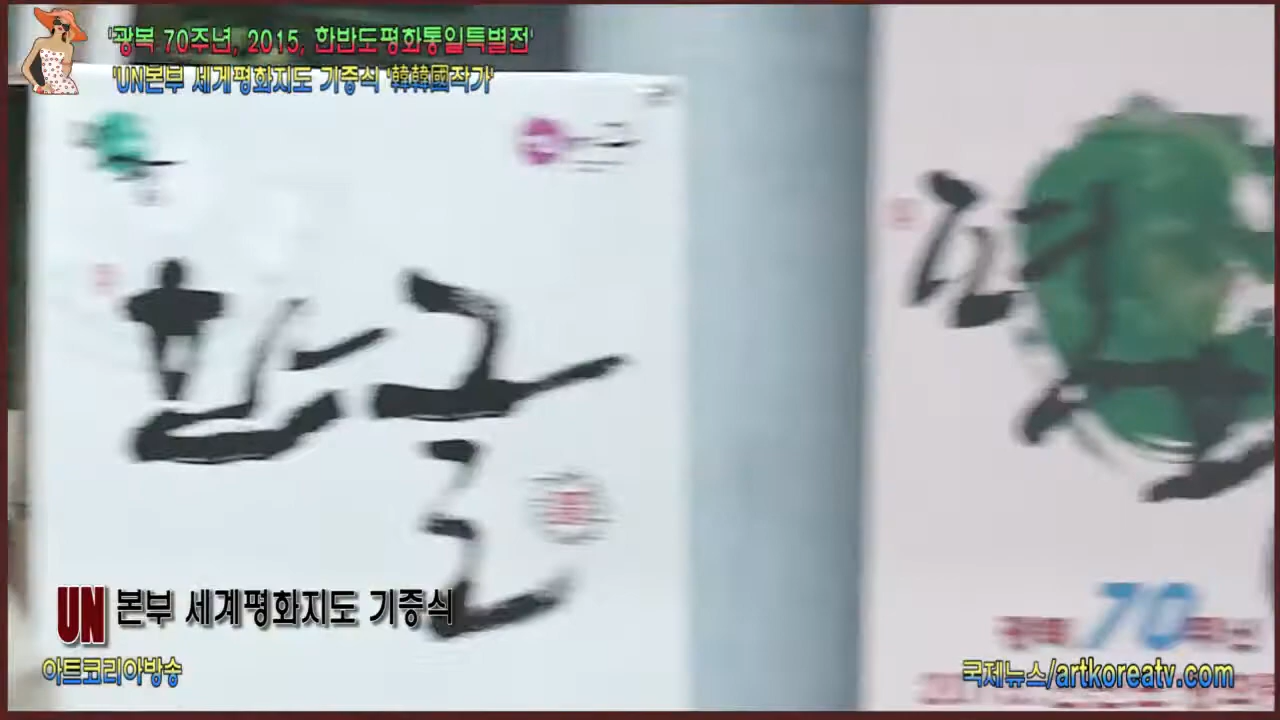 '광복 70주년, 2015, 한반도평화통일특별전'
'UN본부 세계평화지도 기증식 '韓韓國작가'
한글
70
UN 본부 세계평화지도 기증식
아트코리아방송
국제뉴스/artkoreatv.com